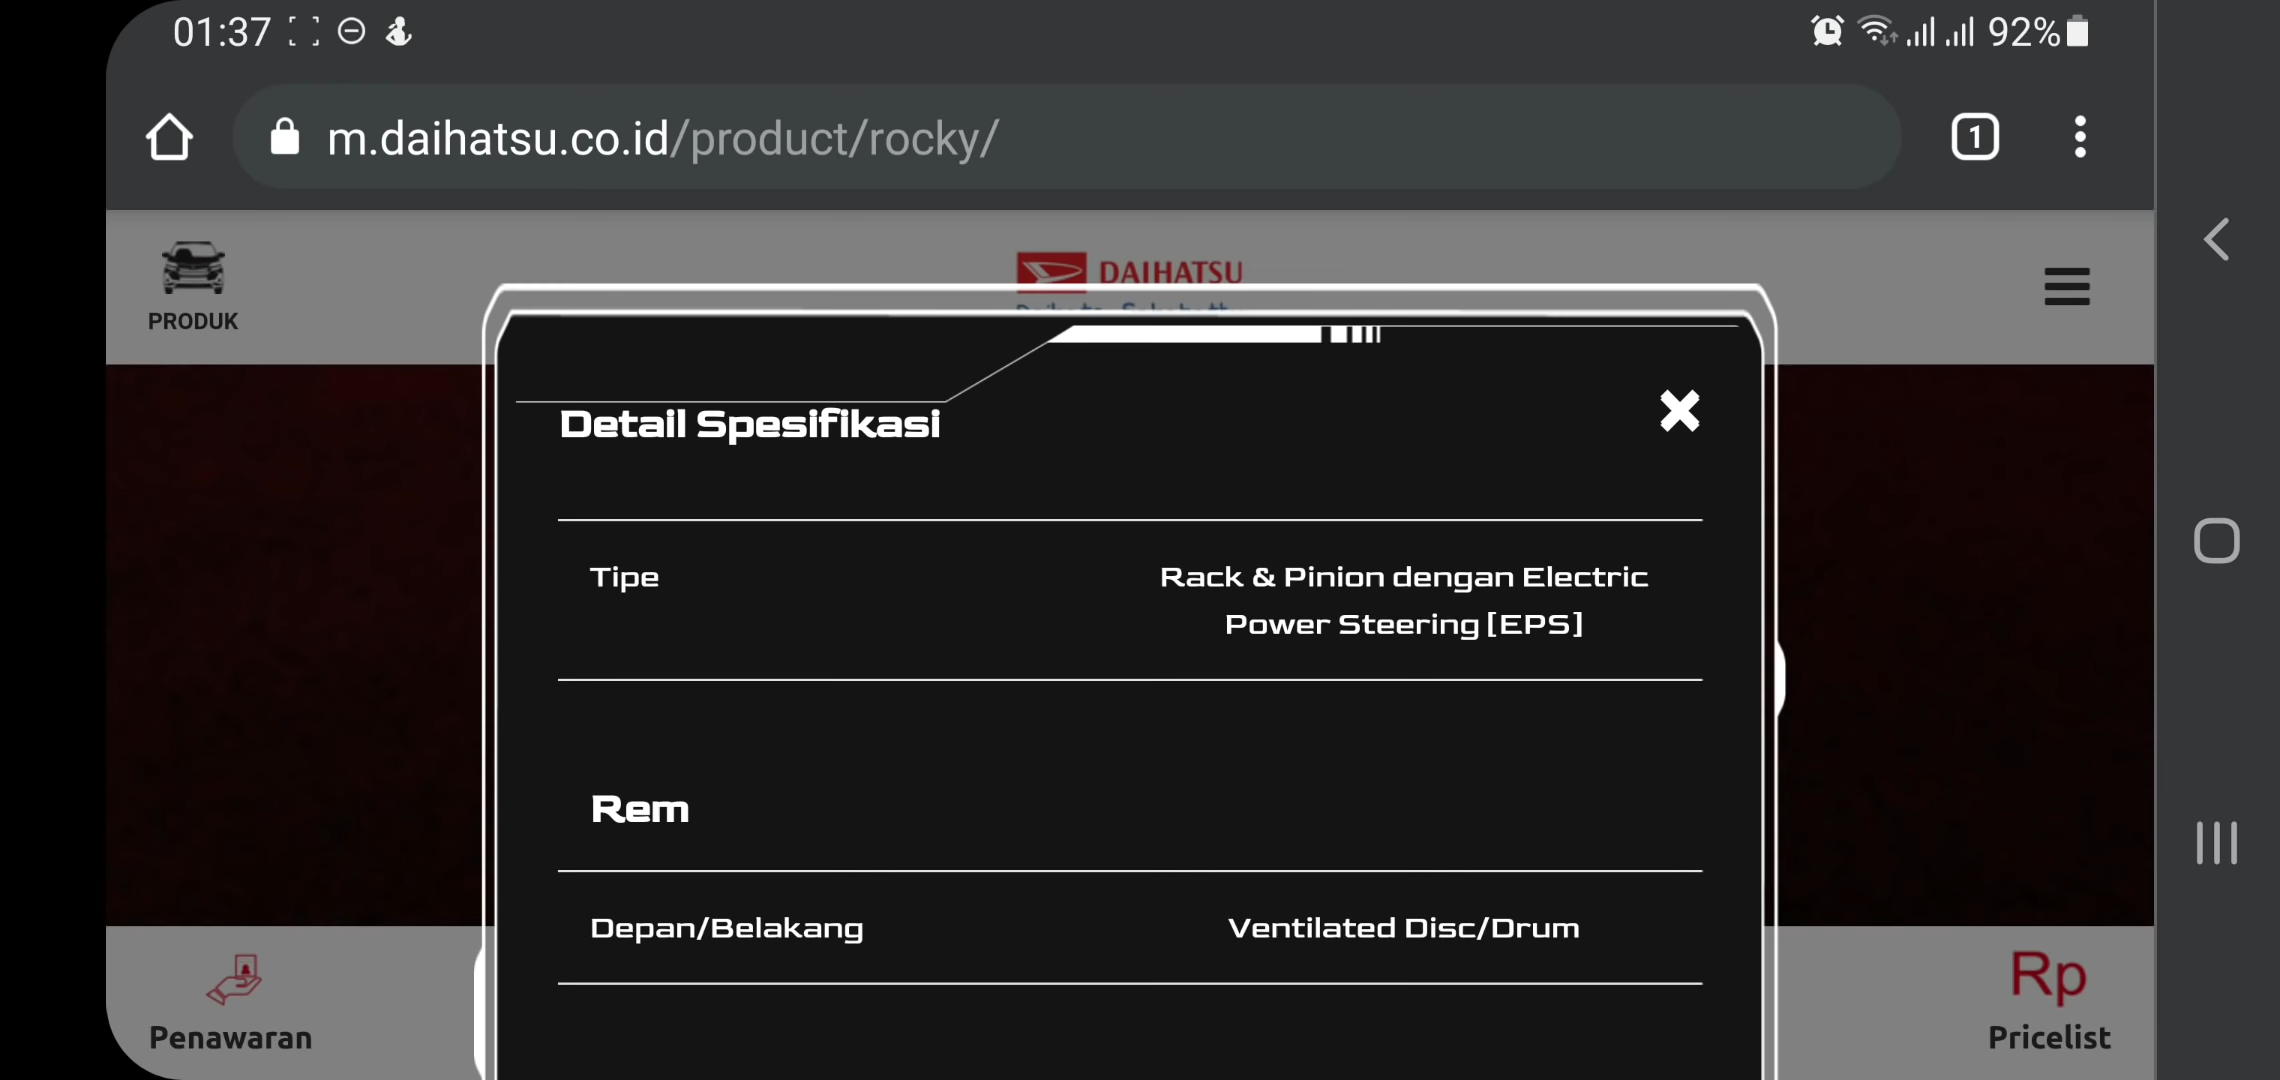 01:37
92%
m.daihatsu.co.id/product/rocky/
1
PRODUK
DAIHATSU
Detail Spesifikasi
Tipe
Rack & Pinion dengan Electric
Power Steering [EPS]
Rem
Depan/Belakang
Ventilated Disc/Drum
Penawaran
Rp
Pricelist